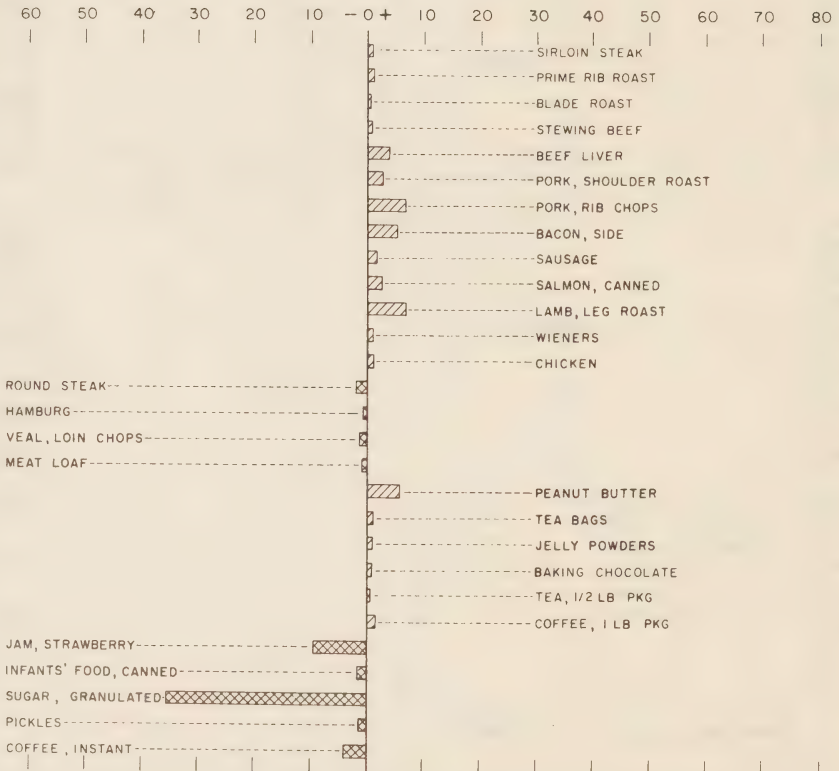 60 50 40 30 20 10 -- 0 + 10 20 30 40 50 60 70 80
SIRLOIN STEAK
PRIME RIB ROAST
BLADE ROAST
STEWING BEEF
BEEF LIVER
PORK, SHOULDER ROAST
PORK, RIB CHOPS
BACON, SIDE
SAUSAGE
SALMON, CANNED
LAMB, LEG ROAST
WIENERS
CHICKEN
ROUND STEAK
HAMBURG
VEAL, LOIN CHOPS
MEAT LOAF
PEANUT BUTTER
TEA BAGS
JELLY POWDERS
BAKING CHOCOLATE
TEA, 1/2 LB PKG
COFFEE, 1 LB PKG
JAM, STRAWBERRY
INFANTS' FOOD, CANNED
SUGAR, GRANULATED
PICKLES
COFFEE, INSTANT